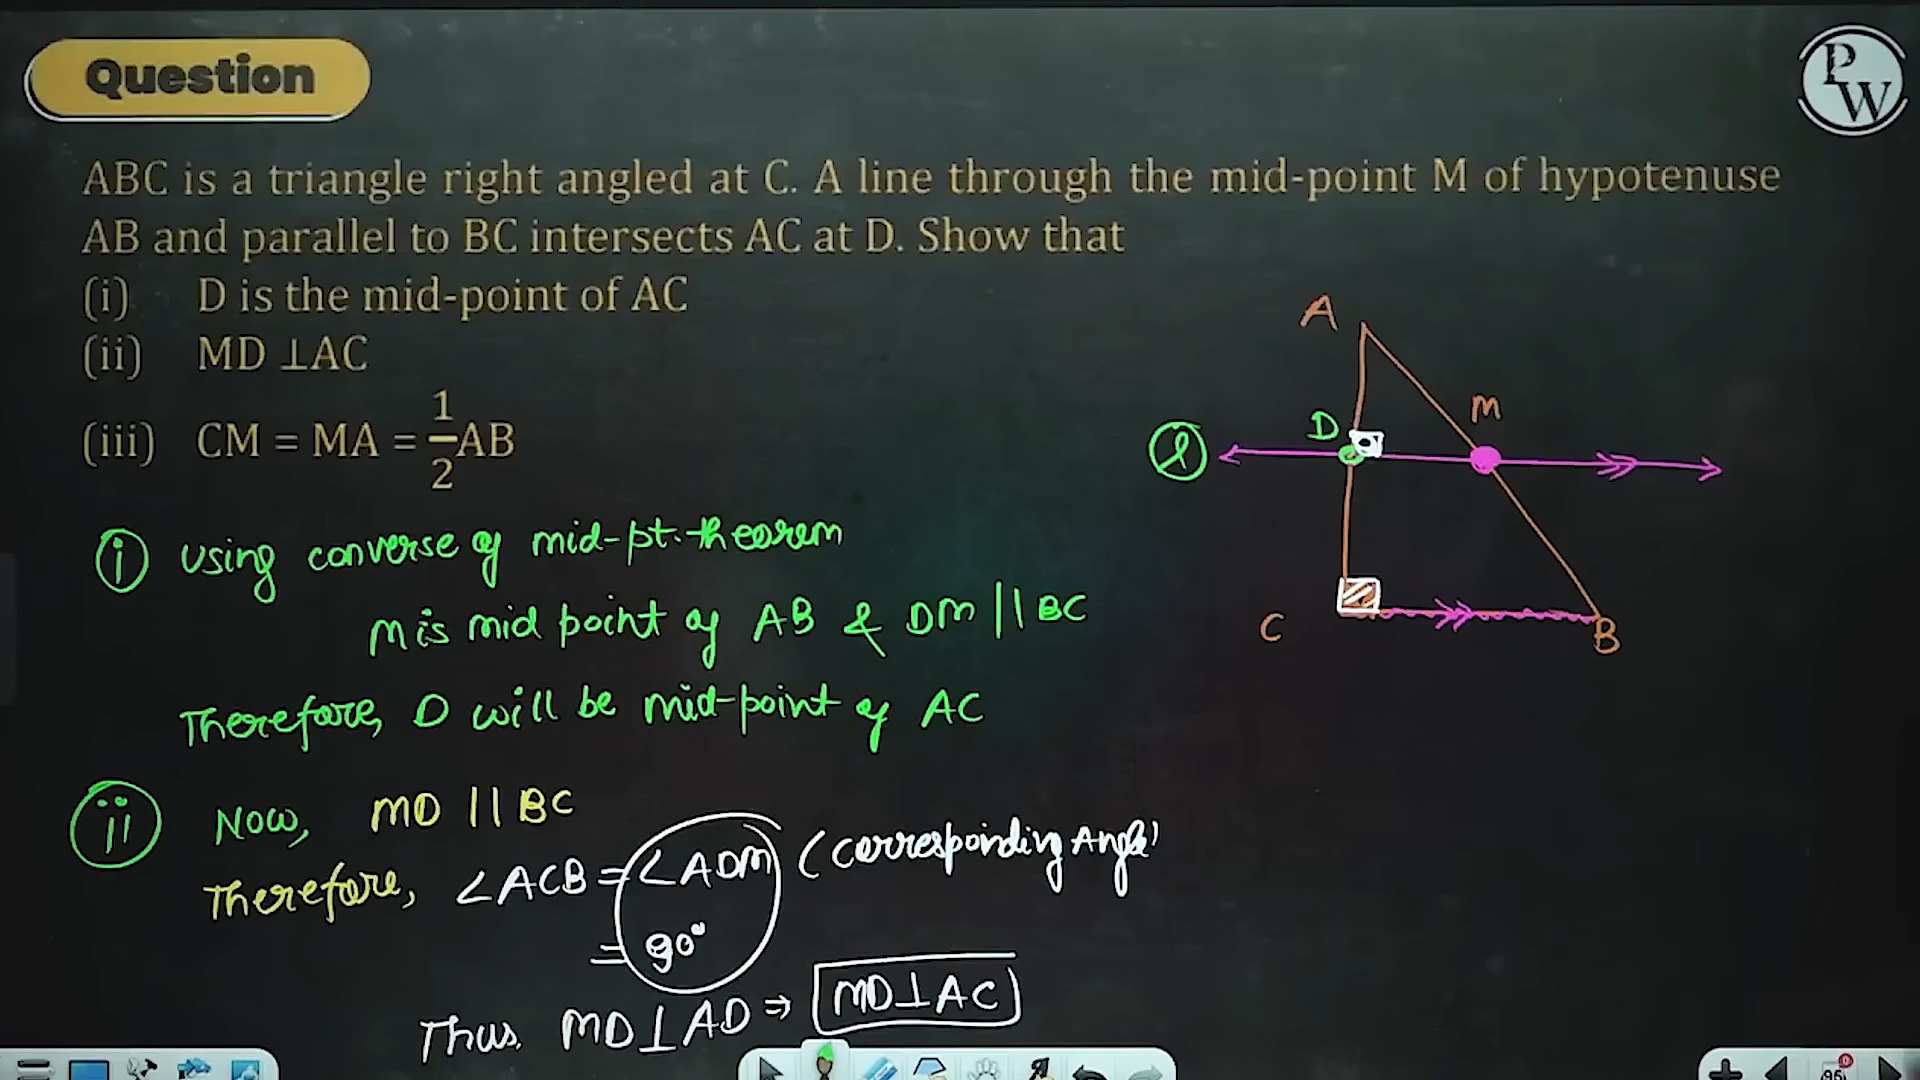 Question
PW
ABC is a triangle right angled at C. A line through the mid-point M of hypotenuse
AB and parallel to BC intersects AC at D. Show that
(i) D is the mid-point of AC
(ii) MD ⊥AC
(iii) CM = MA = 1/2 AB
A
M
D
l
C
B
(i) Using converse of mid-pt. theorem
M is mid point of AB & DM || BC
Therefore, D will be mid-point of AC
(ii) Now, MD || BC
Therefore, ∠ACB = ∠ADM (Corresponding Angle)
= 90°
Thus, MD ⊥ AD ⇒ MD ⊥ AC
95